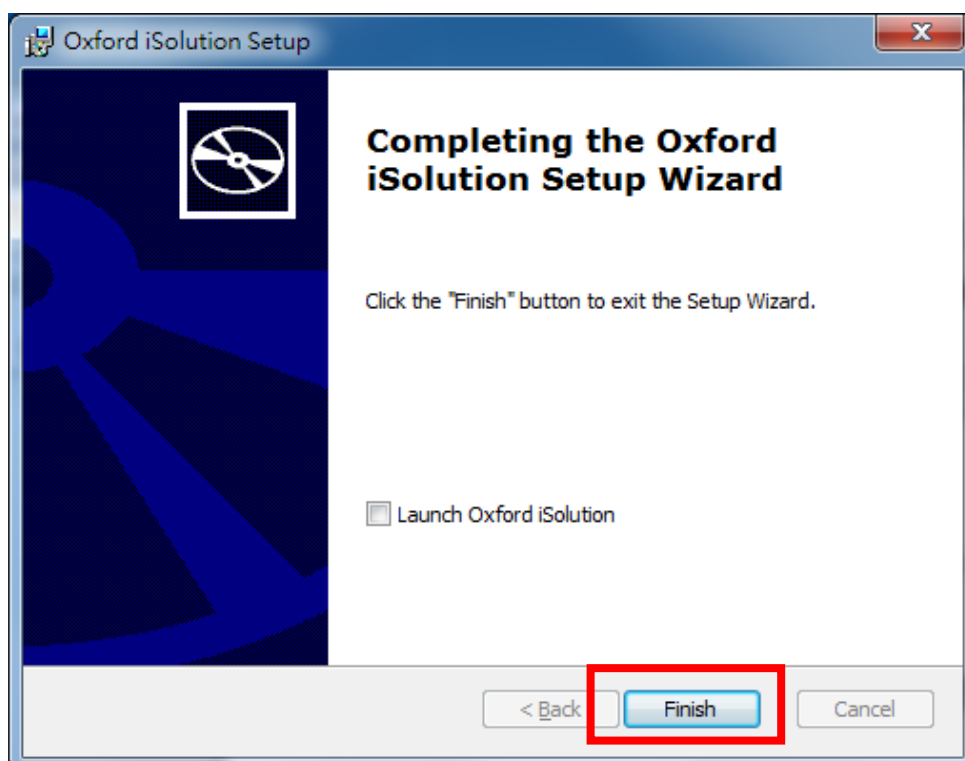 Oxford iSolution Setup
Completing the Oxford
iSolution Setup Wizard
Click the "Finish" button to exit the Setup Wizard.
Launch Oxford iSolution
< Back
Finish
Cancel